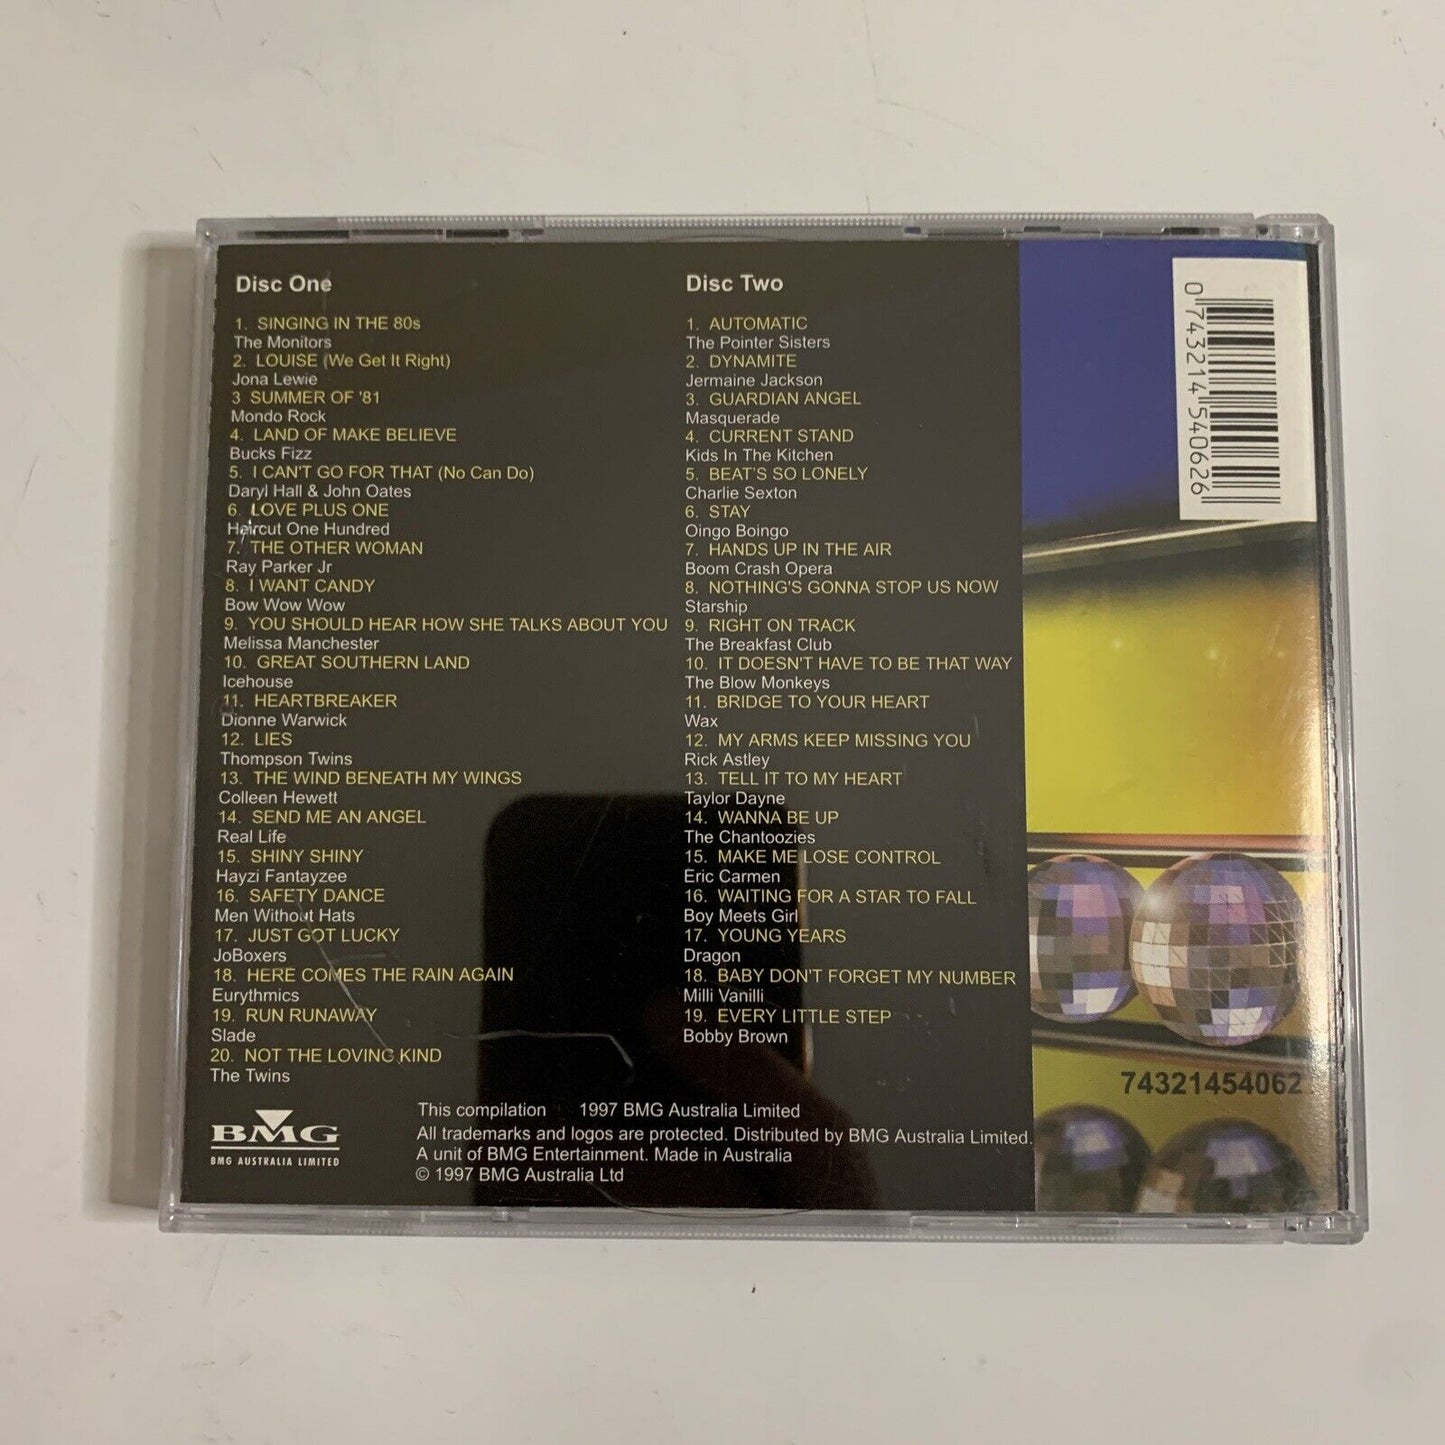 Disc One
1. SINGING IN THE 80s
The Monitors
2. LOUISE (We Get It Right)
Jona Lewie
3 SUMMER OF '81
Mondo Rock
4. LAND OF MAKE BELIEVE
Bucks Fizz
5. I CAN'T GO FOR THAT (No Can Do)
Daryl Hall & John Oates
6. LOVE PLUS ONE
Haircut One Hundred
7. THE OTHER WOMAN
Ray Parker Jr
8. I WANT CANDY
Bow Wow Wow
9. YOU SHOULD HEAR HOW SHE TALKS ABOUT YOU
Melissa Manchester
10. GREAT SOUTHERN LAND
Icehouse
11. HEARTBREAKER
Dionne Warwick
12. LIES
Thompson Twins
13. THE WIND BENEATH MY WINGS
Colleen Hewett
14. SEND ME AN ANGEL
Real Life
15. SHINY SHINY
Hayzi Fantayzee
16. SAFETY DANCE
Men Without Hats
17. JUST GOT LUCKY
JoBoxers
18. HERE COMES THE RAIN AGAIN
Eurythmics
19. RUN RUNAWAY
Slade
20. NOT THE LOVING KIND
The Twins
Disc Two
1. AUTOMATIC
The Pointer Sisters
2. DYNAMITE
Jermaine Jackson
3. GUARDIAN ANGEL
Masquerade
4. CURRENT STAND
Kids In The Kitchen
5. BEAT'S SO LONELY
Charlie Sexton
6. STAY
Oingo Boingo
7. HANDS UP IN THE AIR
Boom Crash Opera
8. NOTHING'S GONNA STOP US NOW
Starship
9. RIGHT ON TRACK
The Breakfast Club
10. IT DOESN'T HAVE TO BE THAT WAY
The Blow Monkeys
11. BRIDGE TO YOUR HEART
Wax
12. MY ARMS KEEP MISSING YOU
Rick Astley
13. TELL IT TO MY HEART
Taylor Dayne
14. WANNA BE UP
The Chantoozies
15. MAKE ME LOSE CONTROL
Eric Carmen
16. WAITING FOR A STAR TO FALL
Boy Meets Girl
17. YOUNG YEARS
Dragon
18. BABY DON'T FORGET MY NUMBER
Milli Vanilli
19. EVERY LITTLE STEP
Bobby Brown
0 743214 540626
74321454062
BMG
BMG AUSTRALIA LIMITED
This compilation 1997 BMG Australia Limited
All trademarks and logos are protected. Distributed by BMG Australia Limited.
A unit of BMG Entertainment. Made in Australia
© 1997 BMG Australia Ltd